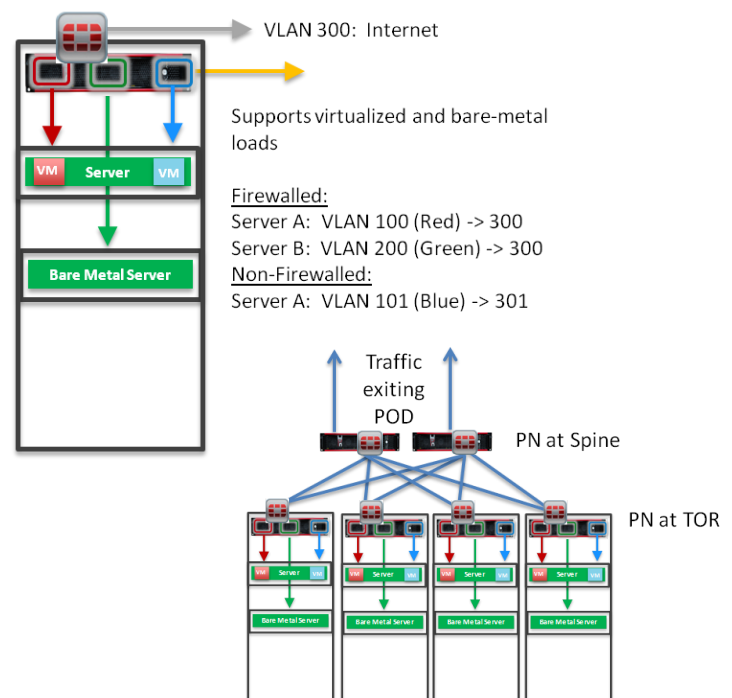 VLAN 300: Internet
Supports virtualized and bare-metal
loads
VM
Server
VM
Firewalled:
Server A: VLAN 100 (Red) -> 300
Server B: VLAN 200 (Green) -> 300
Non-Firewalled:
Server A: VLAN 101 (Blue) -> 301
Bare Metal Server
Traffic
exiting
POD
PN at Spine
PN at TOR
VM Server VM
VM Server VM
VM Server VM
VM Server VM
Bare Metal Server
Bare Metal Server
Bare Metal Server
Bare Metal Server